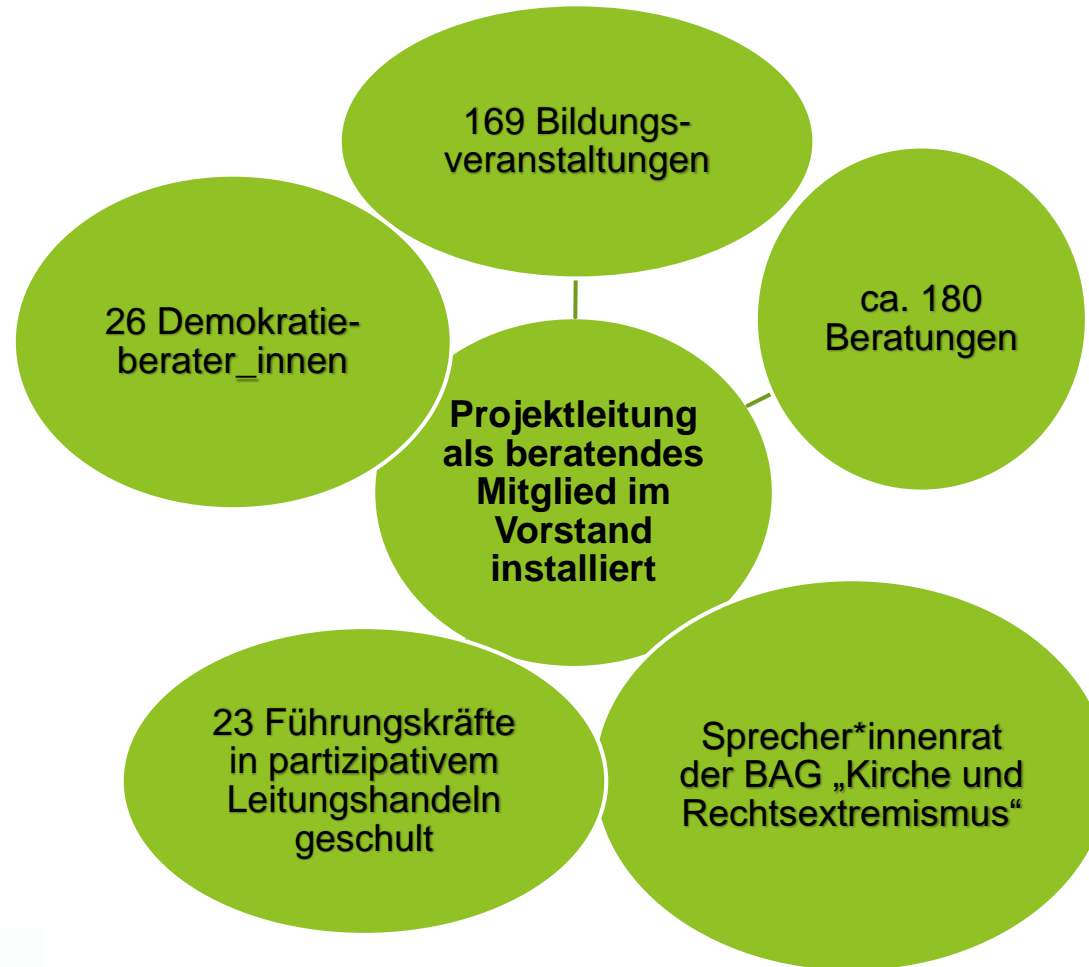 169 Bildungs-
veranstaltungen
ca. 180
Beratungen
26 Demokratie-
berater_innen
Projektleitung
als beratendes
Mitglied im
Vorstand
installiert
23 Führungskräfte
in partizipativem
Leitungshandeln
geschult
Sprecher*innenrat
der BAG „Kirche und
Rechtsextremismus“